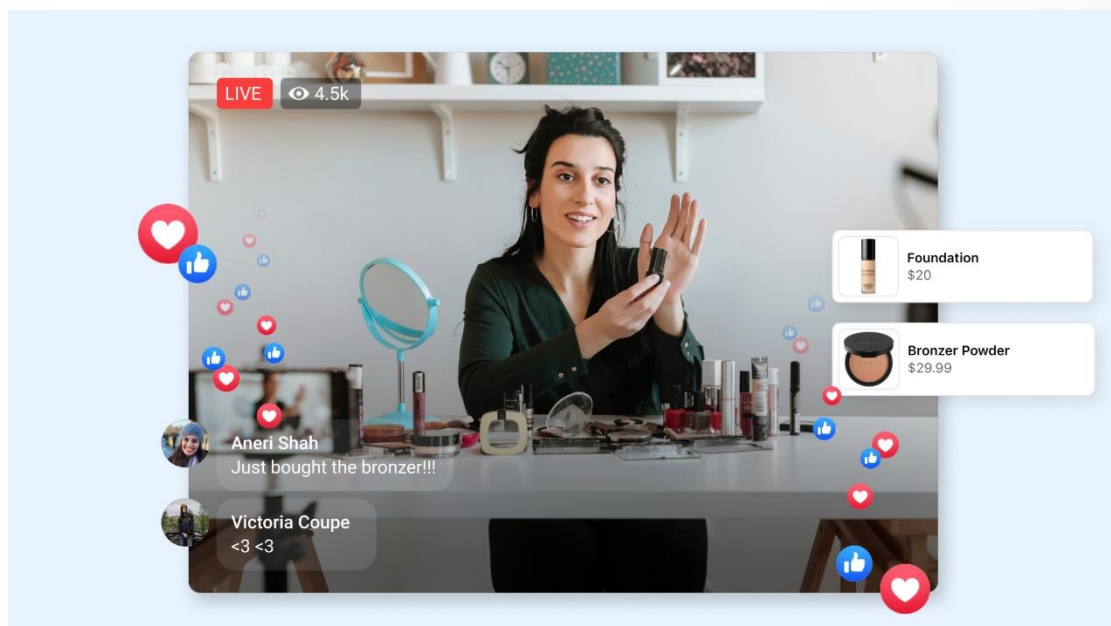 LIVE 4.5k
Foundation
$20
Bronzer Powder
$29.99
Aneri Shah
Just bought the bronzer!!!
Victoria Coupe
<3 <3